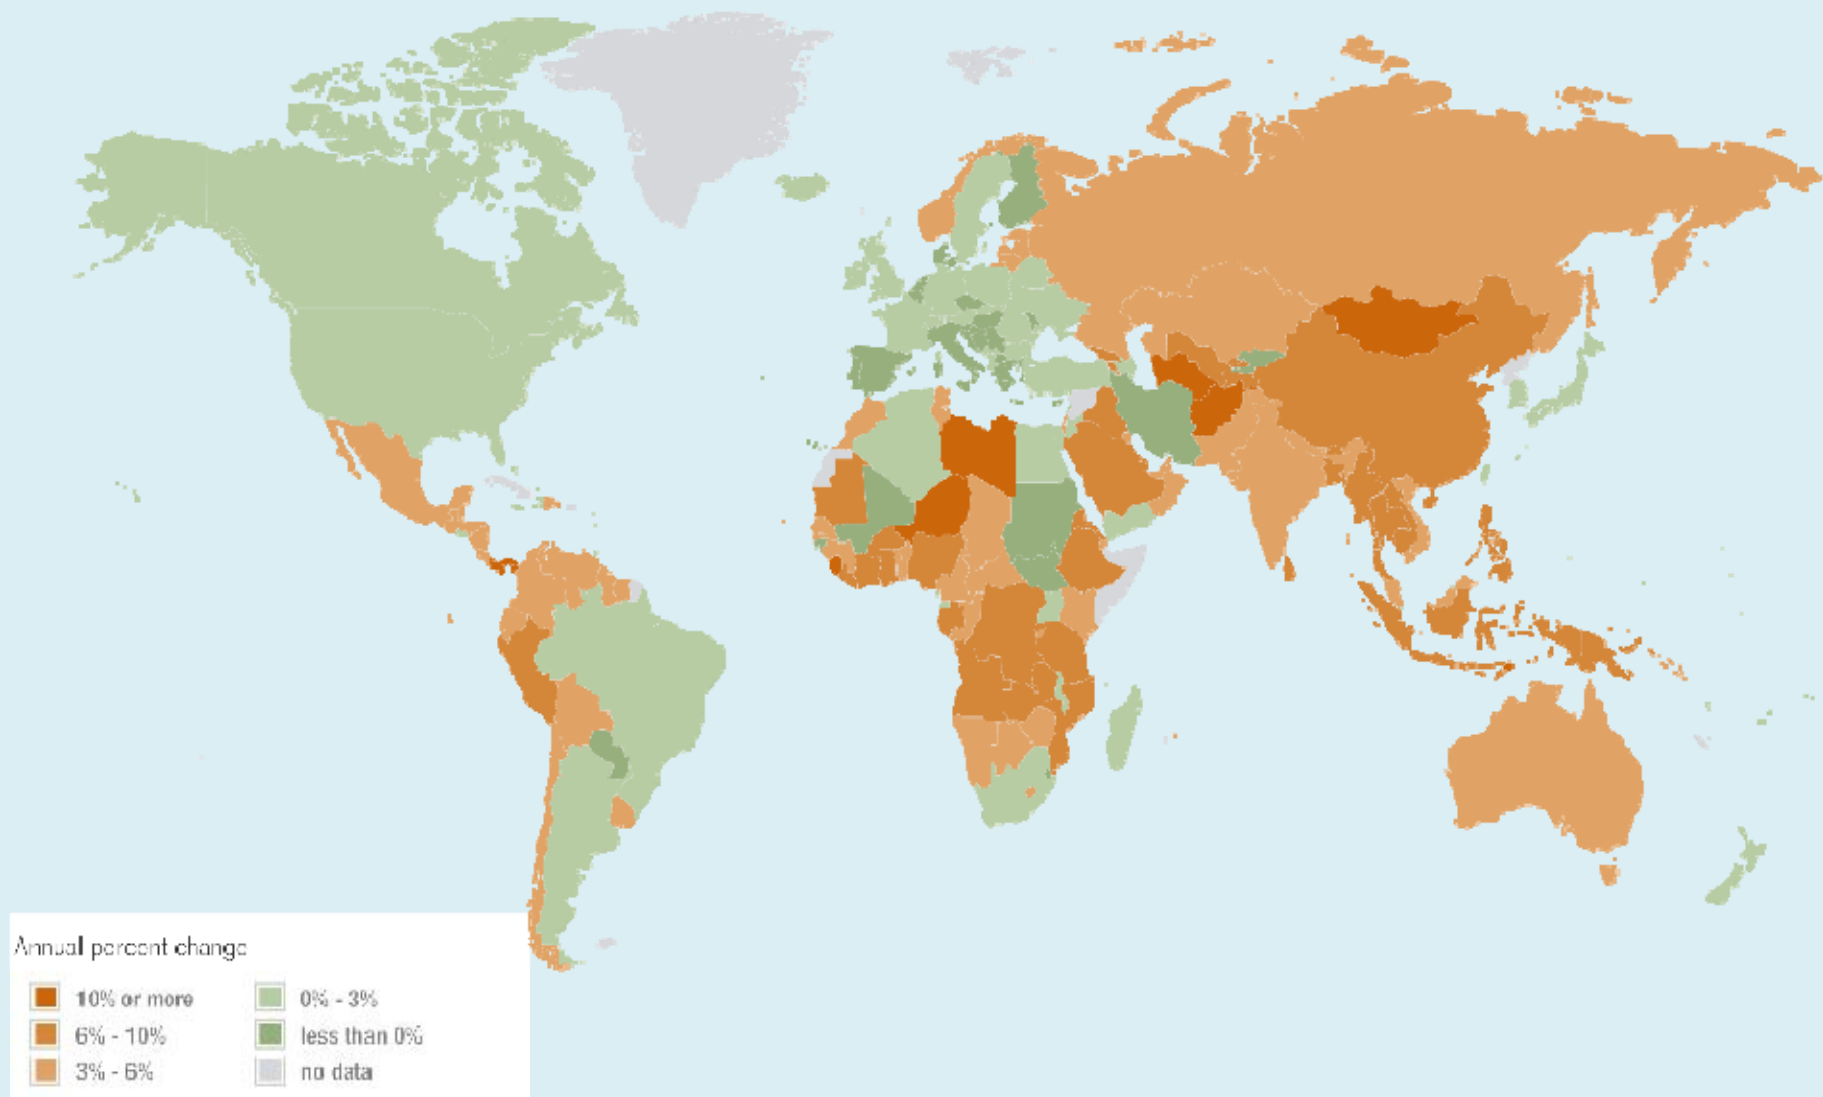 Annual percent change
10% or more
6% - 10%
3% - 6%
0% - 3%
less than 0%
no data